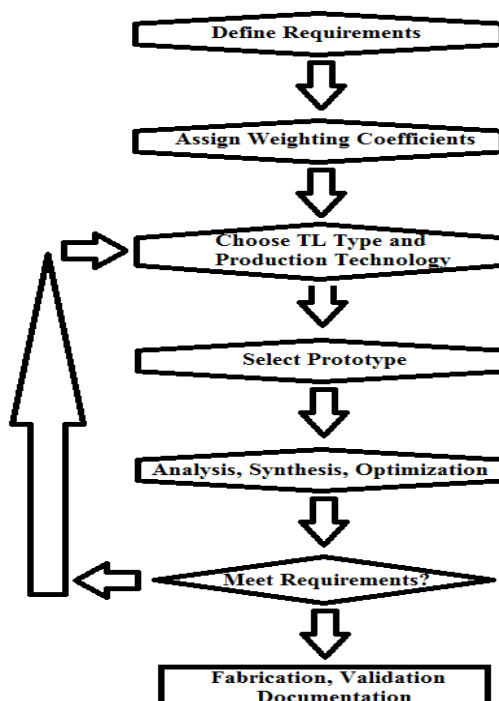 Define Requirements
Assign Weighting Coefficients
Choose TL Type and
Production Technology
Select Prototype
Analysis, Synthesis, Optimization
Meet Requirements?
Fabrication, Validation
Documentation